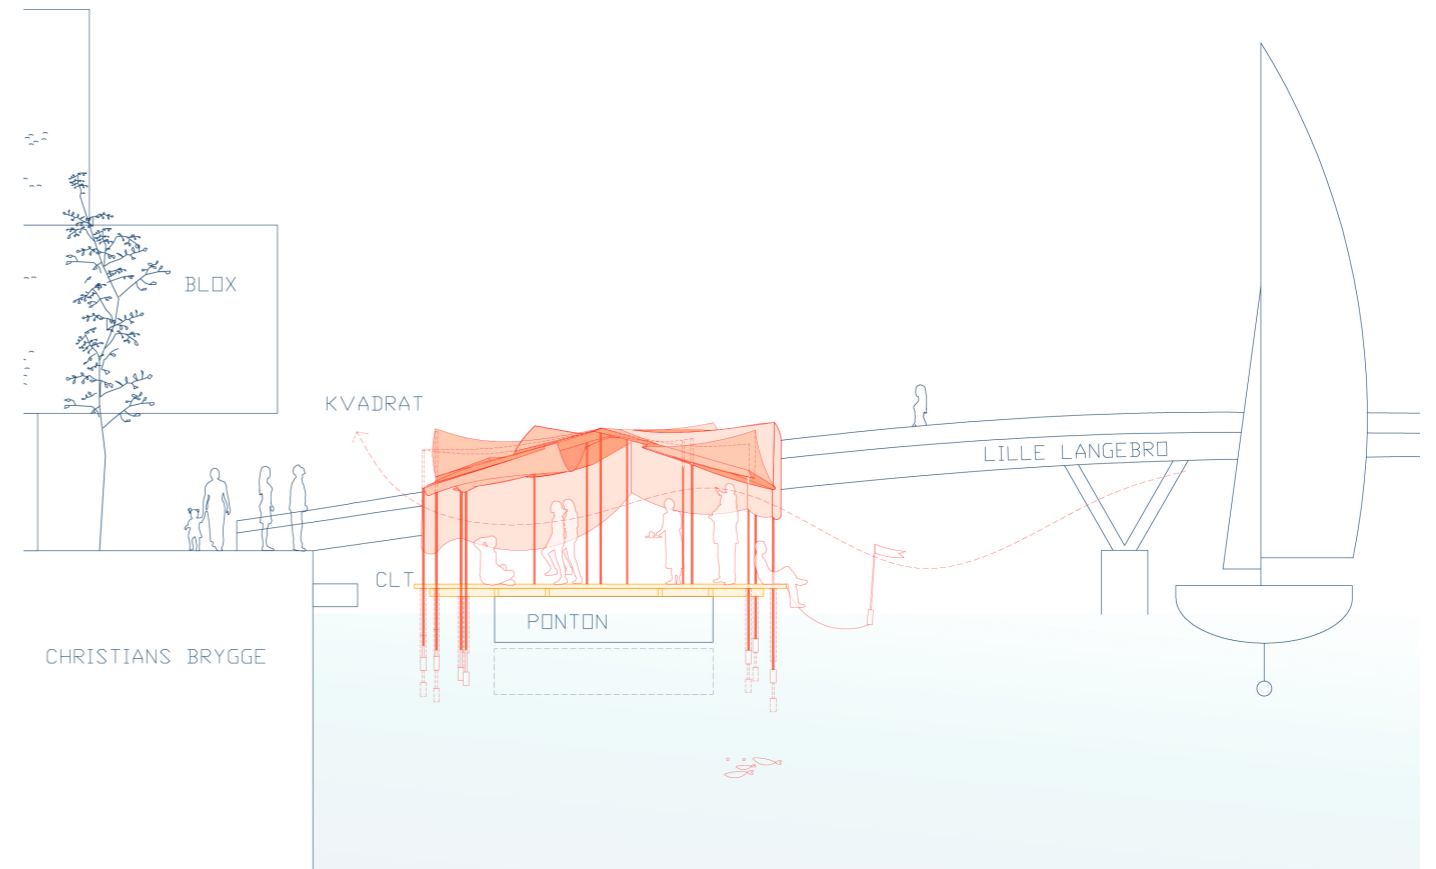 BLOX
KVADRAT
LILLE LANGEBRO
CLT
PONTON
CHRISTIANS BRYGGE